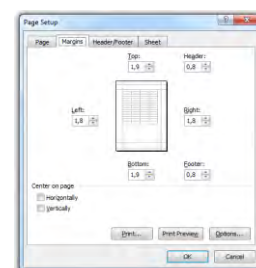 Page Setup
Page Margins Header/Footer Sheet
Top: Header:
1,9 0,8
Left: Right:
1,8 1,8
Bottom: Footer:
1,9 0,8
Center on page
Horizontally
Vertically
Print... Print Preview Options...
OK Cancel